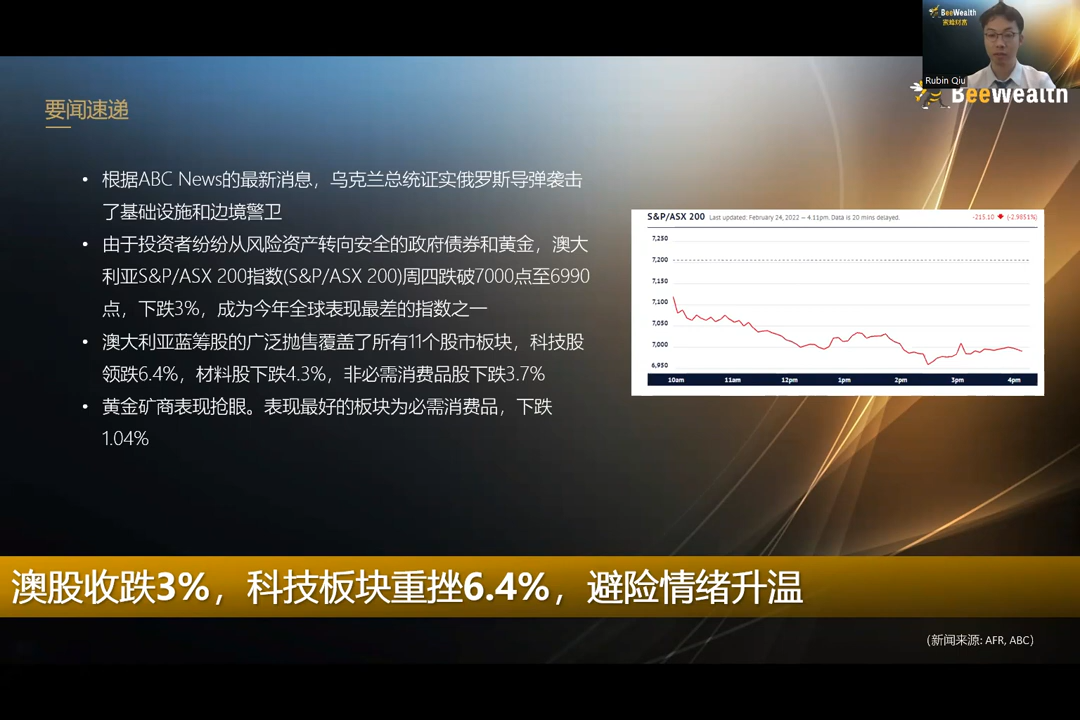 BeeWealth
蜜蜂财富
Rubin Qiu
BeeWealth
要闻速递
• 根据ABC News的最新消息，乌克兰总统证实俄罗斯导弹袭击
了基础设施和边境警卫
• 由于投资者纷纷从风险资产转向安全的政府债券和黄金，澳大
利亚S&P/ASX 200指数(S&P/ASX 200)周四跌破7000点至6990
点，下跌3%，成为今年全球表现最差的指数之一
• 澳大利亚蓝筹股的广泛抛售覆盖了所有11个股市板块，科技股
领跌6.4%，材料股下跌4.3%，非必需消费品股下跌3.7%
• 黄金矿商表现抢眼。表现最好的板块为必需消费品，下跌
1.04%
S&P/ASX 200 Last updated: February 24, 2022 – 4.11pm. Data is 20 mins delayed. -215.10 (-2.9851%)
7,250
7,200
7,150
7,100
7,050
7,000
6,950
10am 11am 12pm 1pm 2pm 3pm 4pm
澳股收跌3%，科技板块重挫6.4%，避险情绪升温
(新闻来源: AFR, ABC)